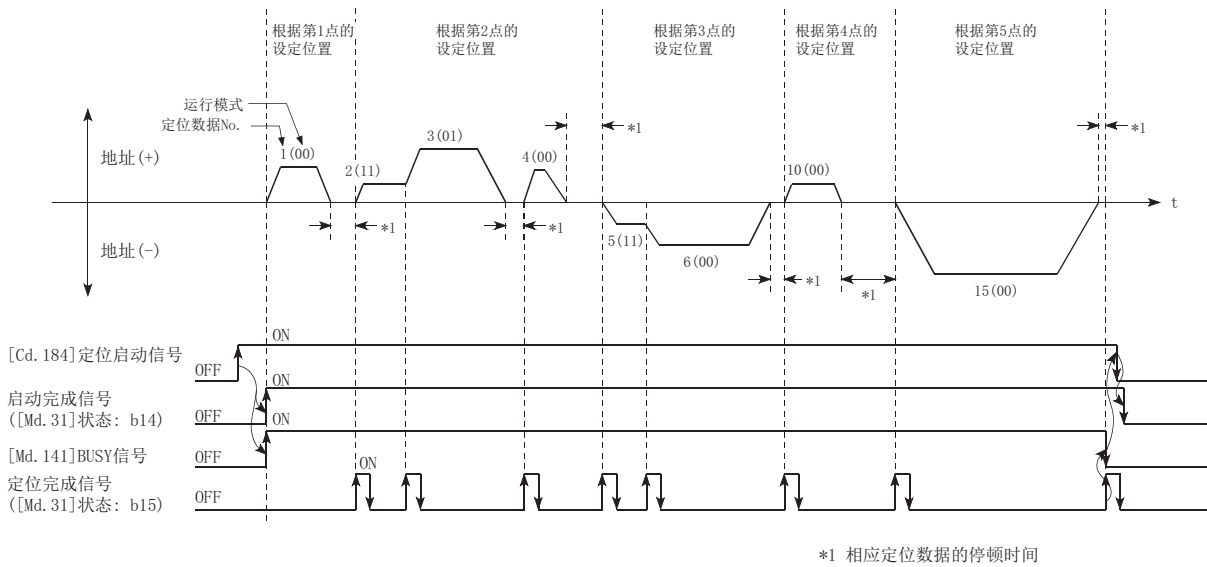 根据第1点的
设定位置
根据第2点的
设定位置
根据第3点的
设定位置
根据第4点的
设定位置
根据第5点的
设定位置
运行模式
定位数据No.
地址(+)
地址(-)
1(00)
2(11)
3(01)
4(00)
5(11)
6(00)
10(00)
15(00)
*1
*1
*1
*1
*1
*1
t
[Cd.184]定位启动信号
OFF
ON
启动完成信号
([Md.31]状态: b14)
OFF
ON
[Md.141]BUSY信号
OFF
ON
定位完成信号
([Md.31]状态: b15)
OFF
ON
*1 相应定位数据的停顿时间